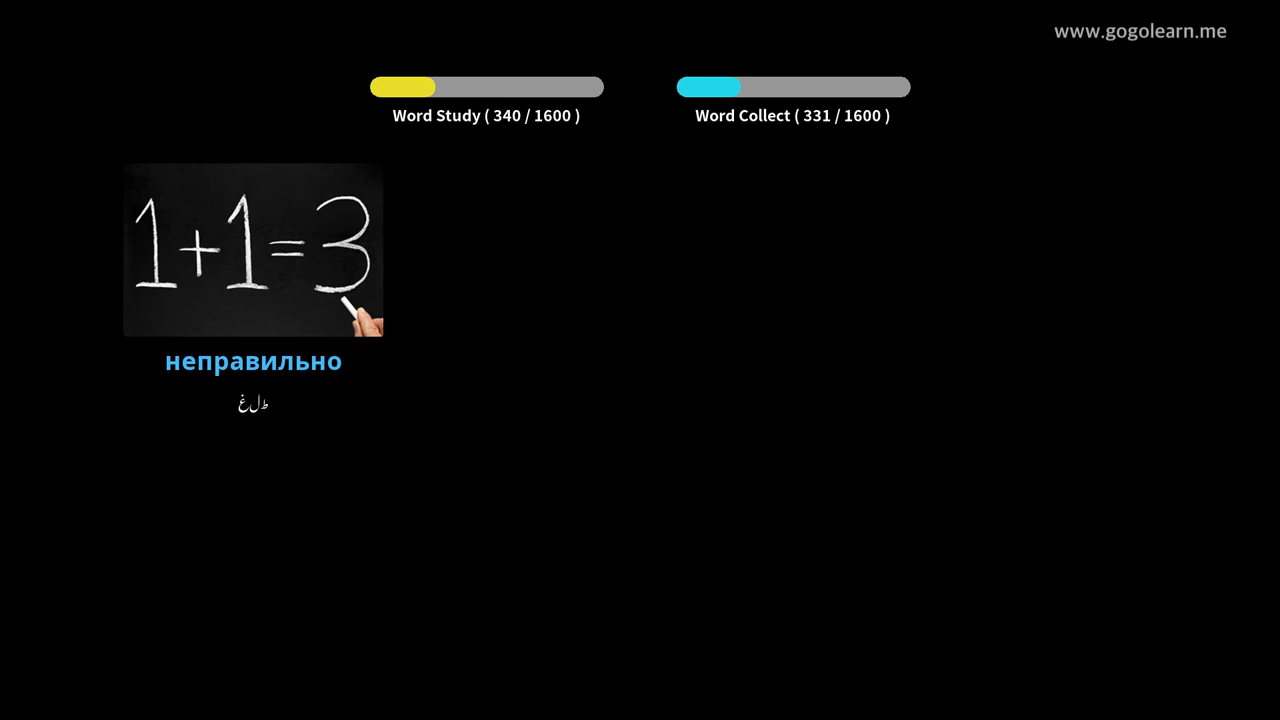 www.gogolearn.me
Word Study ( 340 / 1600 )
Word Collect ( 331 / 1600 )
1+1=3
неправильно
غلط